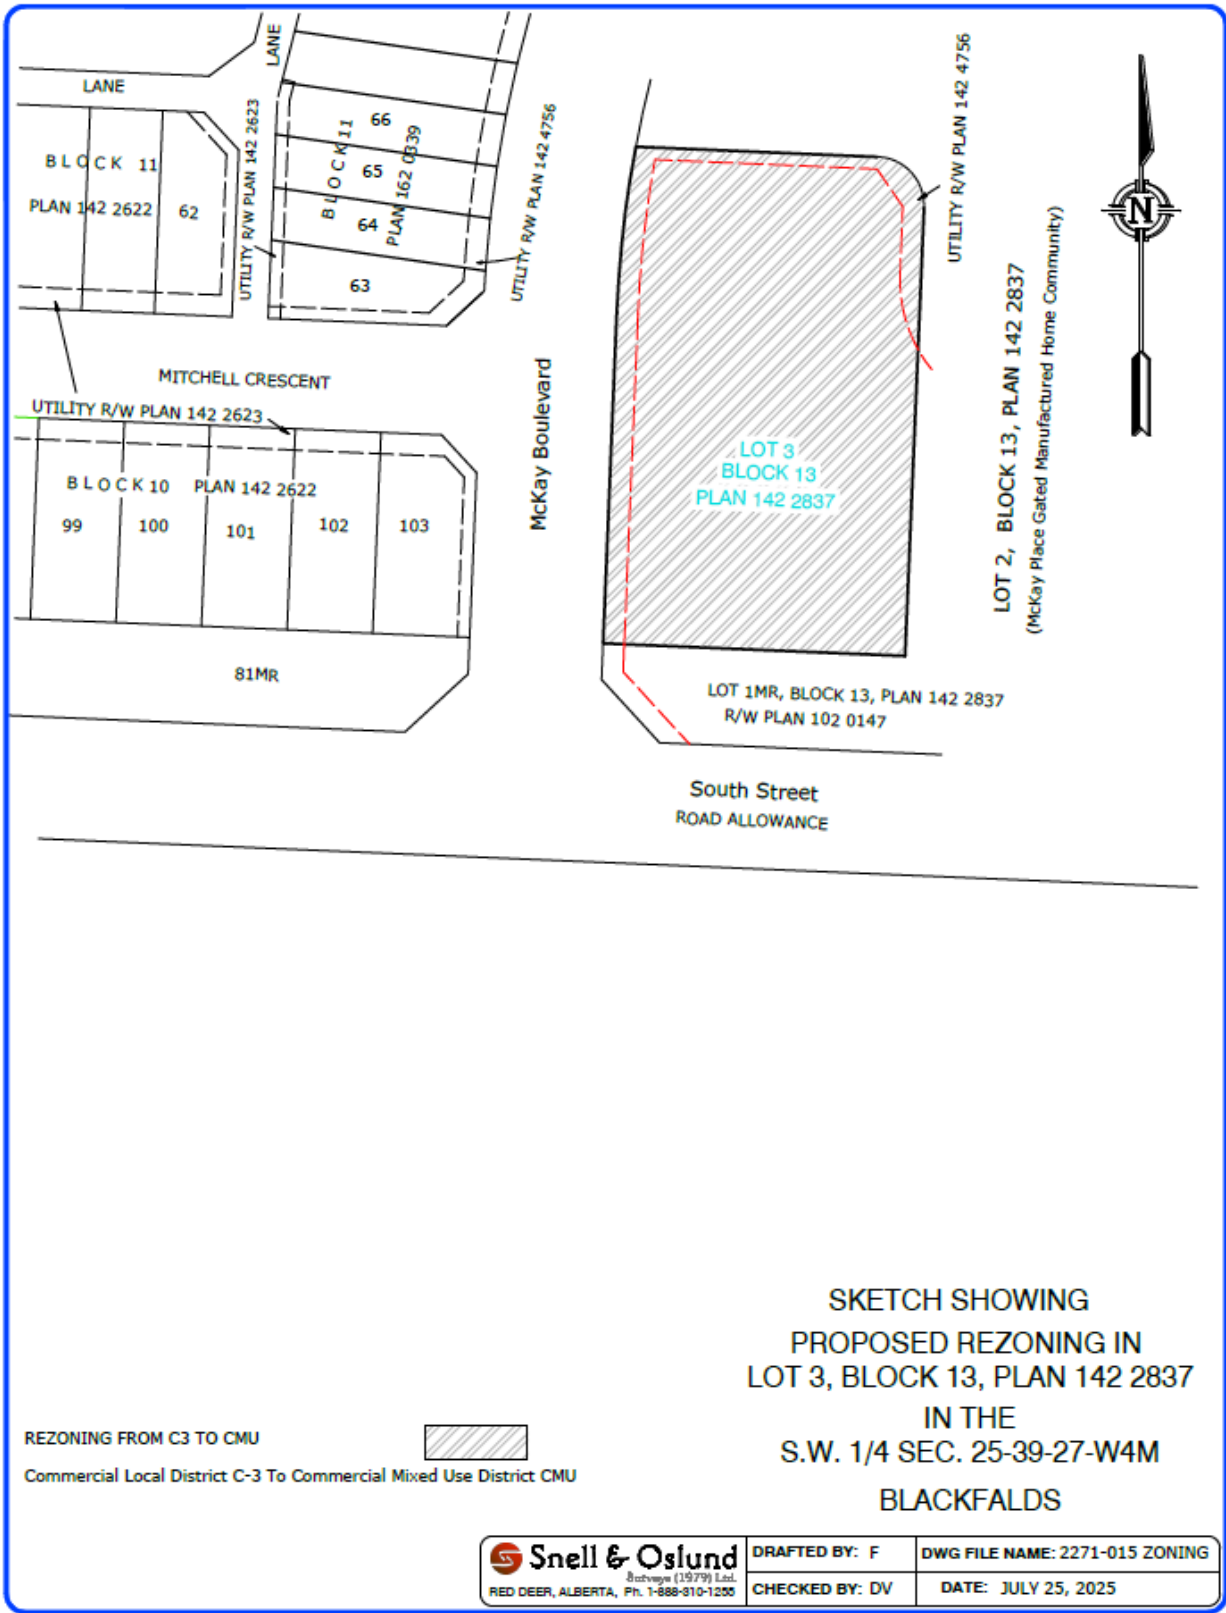 LANE
LANE
UTILITY R/W PLAN 142 2623
BLOCK 11
PLAN 142 2622
62
BLOCK 11
PLAN 162 0339
66
65
64
63
UTILITY R/W PLAN 142 4756
UTILITY R/W PLAN 142 4756
N
MITCHELL CRESCENT
UTILITY R/W PLAN 142 2623
McKay Boulevard
LOT 3
BLOCK 13
PLAN 142 2837
LOT 2, BLOCK 13, PLAN 142 2837
(McKay Place Gated Manufactured Home Community)
BLOCK 10 PLAN 142 2622
99 100 101 102 103
81MR
LOT 1MR, BLOCK 13, PLAN 142 2837
R/W PLAN 102 0147
South Street
ROAD ALLOWANCE
SKETCH SHOWING
PROPOSED REZONING IN
LOT 3, BLOCK 13, PLAN 142 2837
IN THE
S.W. 1/4 SEC. 25-39-27-W4M
BLACKFALDS
REZONING FROM C3 TO CMU
Commercial Local District C-3 To Commercial Mixed Use District CMU
Snell & Oslund
Surveys (1979) Ltd.
RED DEER, ALBERTA, Ph. 1-888-310-1255
DRAFTED BY: F
DWG FILE NAME: 2271-015 ZONING
CHECKED BY: DV
DATE: JULY 25, 2025